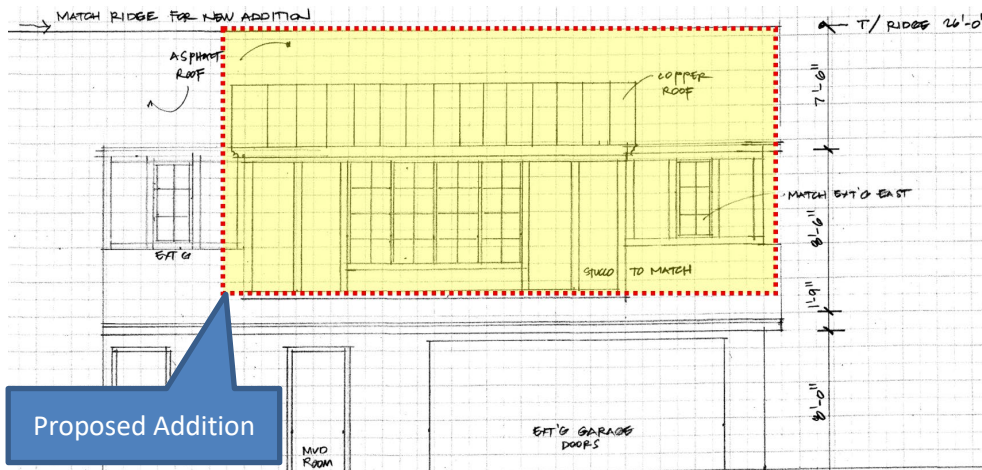 MATCH RIDGE FOR NEW ADDITION
T/ RIDGE 26'-0"
ASPHALT
ROOF
COPPER
ROOF
7'-6"
MATCH EXT'G EAST
8'-6"
EXT'G
STUCCO TO MATCH
1'-6"
8'-0"
Proposed Addition
MUD
ROOM
EXT'G GARAGE
DOORS